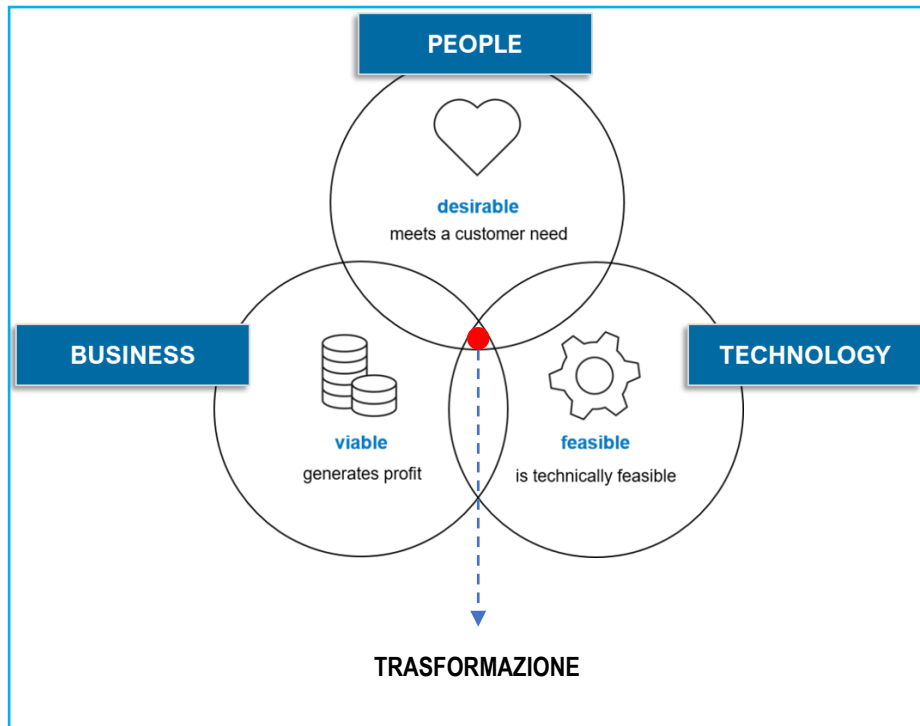 PEOPLE
desirable
meets a customer need
BUSINESS
TECHNOLOGY
viable
generates profit
feasible
is technically feasible
TRASFORMAZIONE